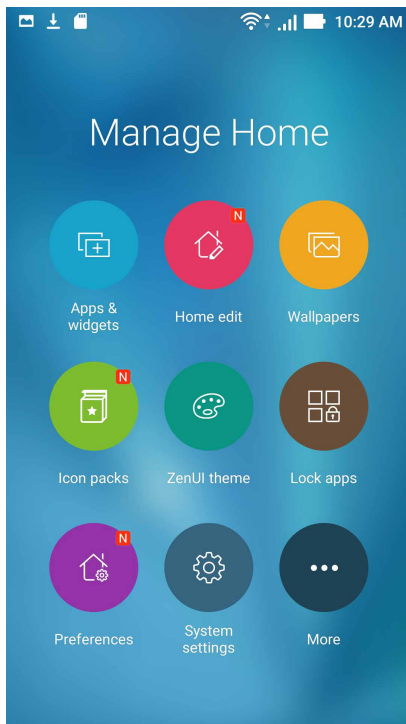 10:29 AM
Manage Home
N
Apps &
widgets
Home edit
Wallpapers
N
Icon packs
ZenUI theme
Lock apps
N
Preferences
System
settings
More